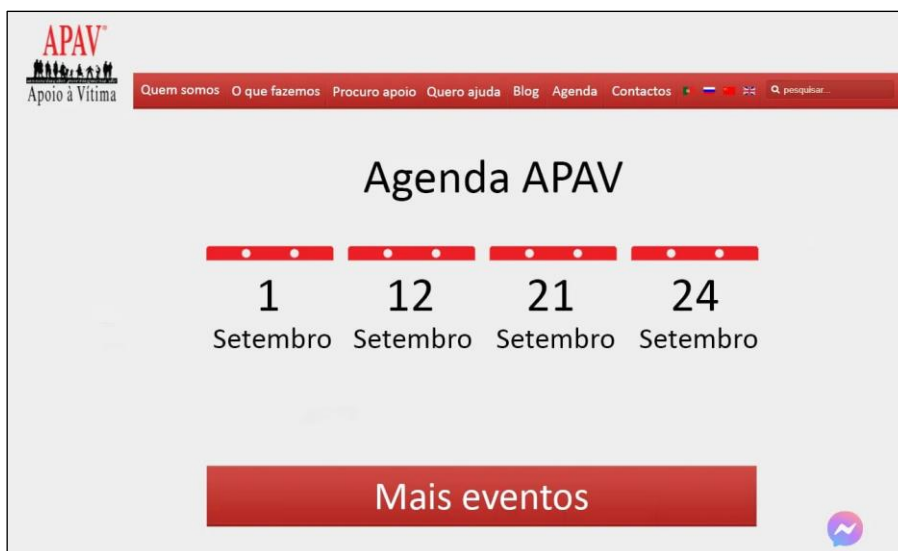 APAV
Apoio à Vítima
Quem somos O que fazemos Procuro apoio Quero ajuda Blog Agenda Contactos pesquisar...
Agenda APAV
1 12 21 24
Setembro Setembro Setembro Setembro
Mais eventos